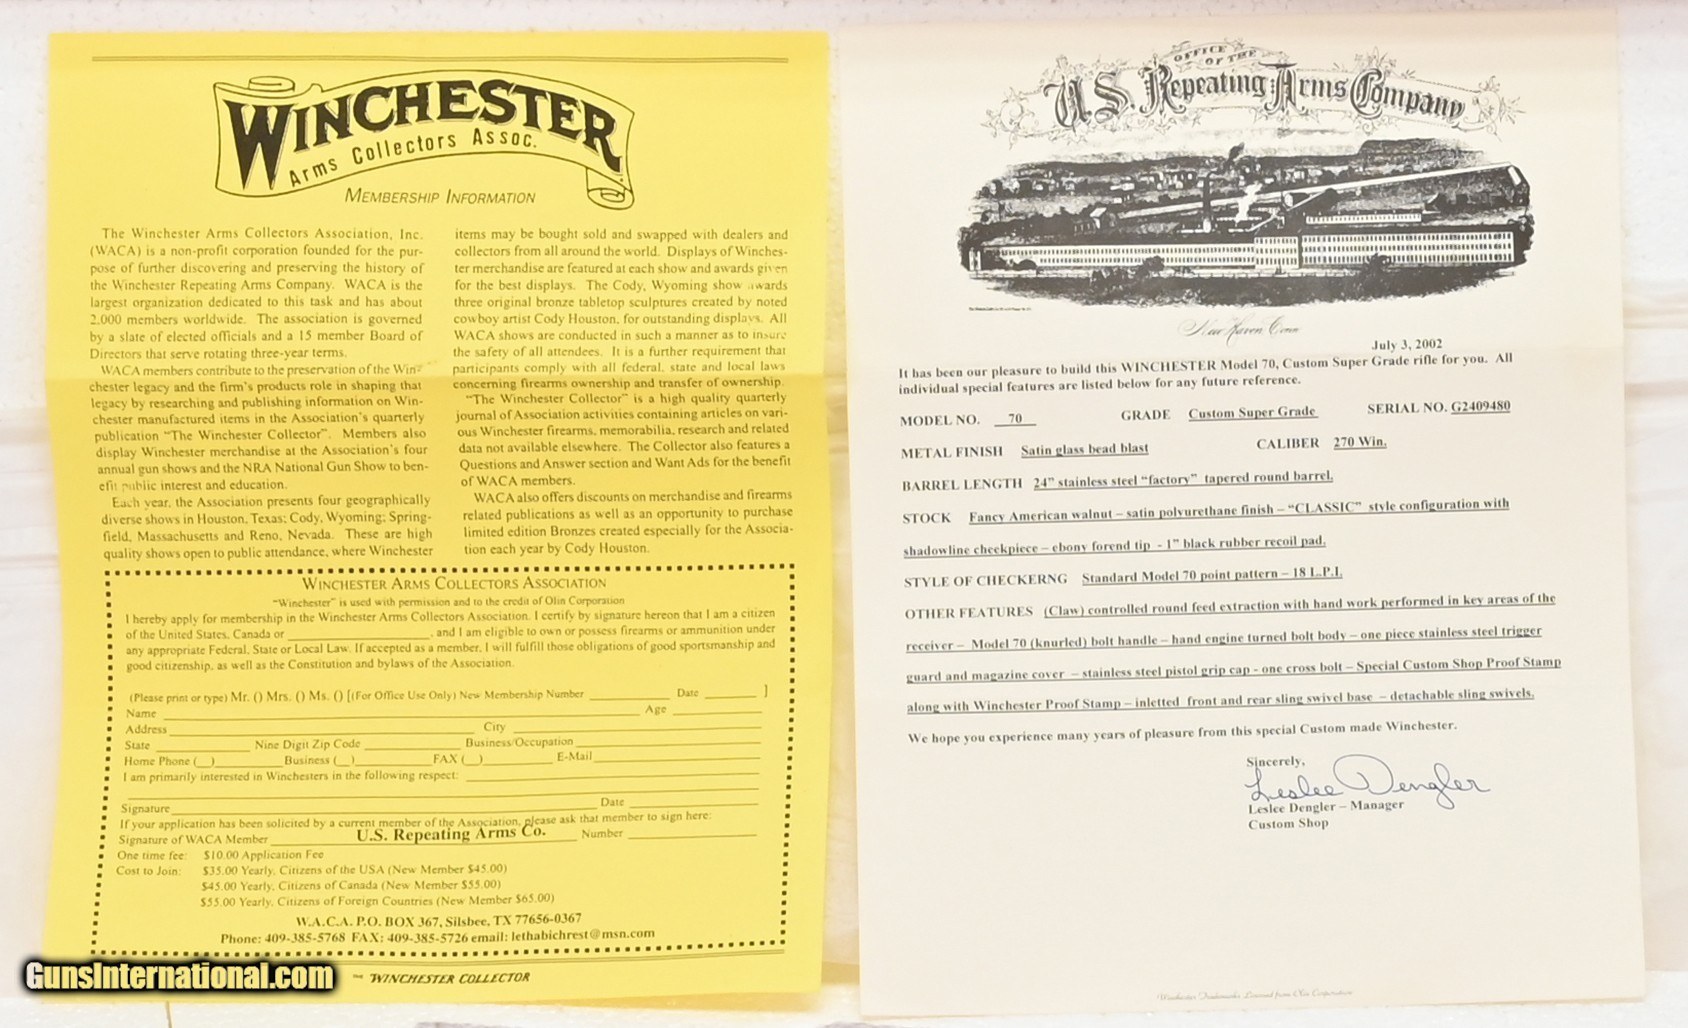 WINCHESTER
Arms Collectors Assoc.
MEMBERSHIP INFORMATION
The Winchester Arms Collectors Association, Inc.
(WACA) is a non-profit corporation founded for the pur-
pose of further discovering and preserving the history of
the Winchester Repeating Arms Company. WACA is the
largest organization dedicated to this task and has about
2,000 members worldwide. The association is governed
by a slate of elected officials and a 15 member Board of
Directors that serve rotating three-year terms.
WACA members contribute to the preservation of the Win-
chester legacy and the firm's products role in shaping that
legacy by researching and publishing information on Win-
chester manufactured items in the Association's quarterly
publication "The Winchester Collector". Members also
display Winchester merchandise at the Association's four
annual gun shows and the NRA National Gun Show to ben-
efit public interest and education.
Each year, the Association presents four geographically
diverse shows in Houston, Texas; Cody, Wyoming; Spring-
field, Massachusetts and Reno, Nevada. These are high
quality shows open to public attendance, where Winchester
items may be bought sold and swapped with dealers and
collectors from all around the world. Displays of Winches-
ter merchandise are featured at each show and awards given
for the best displays. The Cody, Wyoming show awards
three original bronze tabletop sculptures created by noted
cowboy artist Cody Houston, for outstanding displays. All
WACA shows are conducted in such a manner as to insure
the safety of all attendees. It is a further requirement that
participants comply with all federal, state and local laws
concerning firearms ownership and transfer of ownership.
"The Winchester Collector" is a high quality quarterly
journal of Association activities containing articles on vari-
ous Winchester firearms, memorabilia, research and related
data not available elsewhere. The Collector also features a
Questions and Answer section and Want Ads for the benefit
of WACA members.
WACA also offers discounts on merchandise and firearms
related publications as well as an opportunity to purchase
limited edition Bronzes created especially for the Associa-
tion each year by Cody Houston.
WINCHESTER ARMS COLLECTORS ASSOCIATION
"Winchester" is used with permission and to the credit of Olin Corporation
I hereby apply for membership in the Winchester Arms Collectors Association. I certify by signature hereon that I am a citizen
of the United States, Canada or ____, and I am eligible to own or possess firearms or ammunition under
any appropriate Federal, State or Local Law. If accepted as a member, I will fulfill those obligations of good sportsmanship and
good citizenship, as well as the Constitution and bylaws of the Association.
(Please print or type) Mr. () Mrs. () Ms. () [(For Office Use Only) New Membership Number ____ Date ____ ]
Name ____ Age ____
Address ____ City ____
State ____ Nine Digit Zip Code ____ Business/Occupation ____
Home Phone (__)____ Business (__)____ FAX (__)____ E-Mail ____
I am primarily interested in Winchesters in the following respect: ____
Signature ____ Date ____
If your application has been solicited by a current member of the Association, please ask that member to sign here:
Signature of WACA Member U.S. Repeating Arms Co. Number ____
One time fee: $10.00 Application Fee
Cost to Join: $35.00 Yearly, Citizens of the USA (New Member $45.00)
$45.00 Yearly, Citizens of Canada (New Member $55.00)
$55.00 Yearly, Citizens of Foreign Countries (New Member $65.00)
W.A.C.A. P.O. BOX 367, Silsbee, TX 77656-0367
Phone: 409-385-5768 FAX: 409-385-5726 email: lethabichrest@msn.com
THE WINCHESTER COLLECTOR
OFFICE
OF THE
U.S. Repeating Arms Company
New Haven Conn
July 3, 2002
It has been our pleasure to build this WINCHESTER Model 70, Custom Super Grade rifle for you. All
individual special features are listed below for any future reference.
MODEL NO. 70 GRADE Custom Super Grade SERIAL NO. G2409480
METAL FINISH Satin glass bead blast CALIBER 270 Win.
BARREL LENGTH 24" stainless steel "factory" tapered round barrel.
STOCK Fancy American walnut – satin polyurethane finish – "CLASSIC" style configuration with
shadowline cheekpiece – ebony forend tip - 1" black rubber recoil pad.
STYLE OF CHECKERNG Standard Model 70 point pattern – 18 L.P.I.
OTHER FEATURES (Claw) controlled round feed extraction with hand work performed in key areas of the
receiver – Model 70 (knurled) bolt handle – hand engine turned bolt body – one piece stainless steel trigger
guard and magazine cover – stainless steel pistol grip cap - one cross bolt – Special Custom Shop Proof Stamp
along with Winchester Proof Stamp – inletted front and rear sling swivel base – detachable sling swivels.
We hope you experience many years of pleasure from this special Custom made Winchester.
Sincerely,
Leslee Dengler
Leslee Dengler – Manager
Custom Shop
Winchester Trademarks Licensed from Olin Corporation
GunsInternational.com